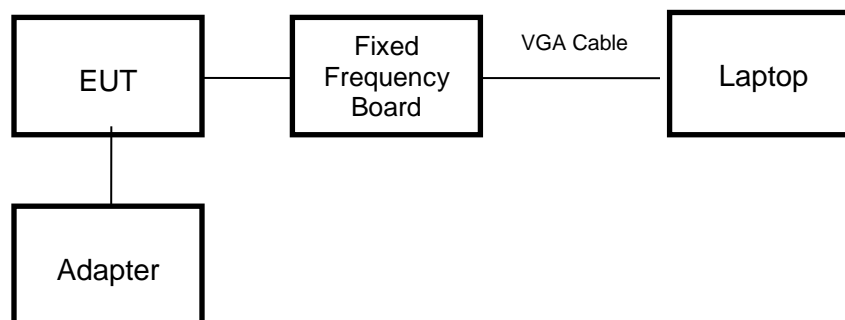 EUT
Fixed
Frequency
Board
VGA Cable
Laptop
Adapter